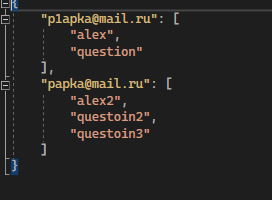 {
"p1apka@mail.ru": [
"alex",
"question"
],
"papka@mail.ru": [
"alex2",
"questoin2",
"questoin3"
]
}